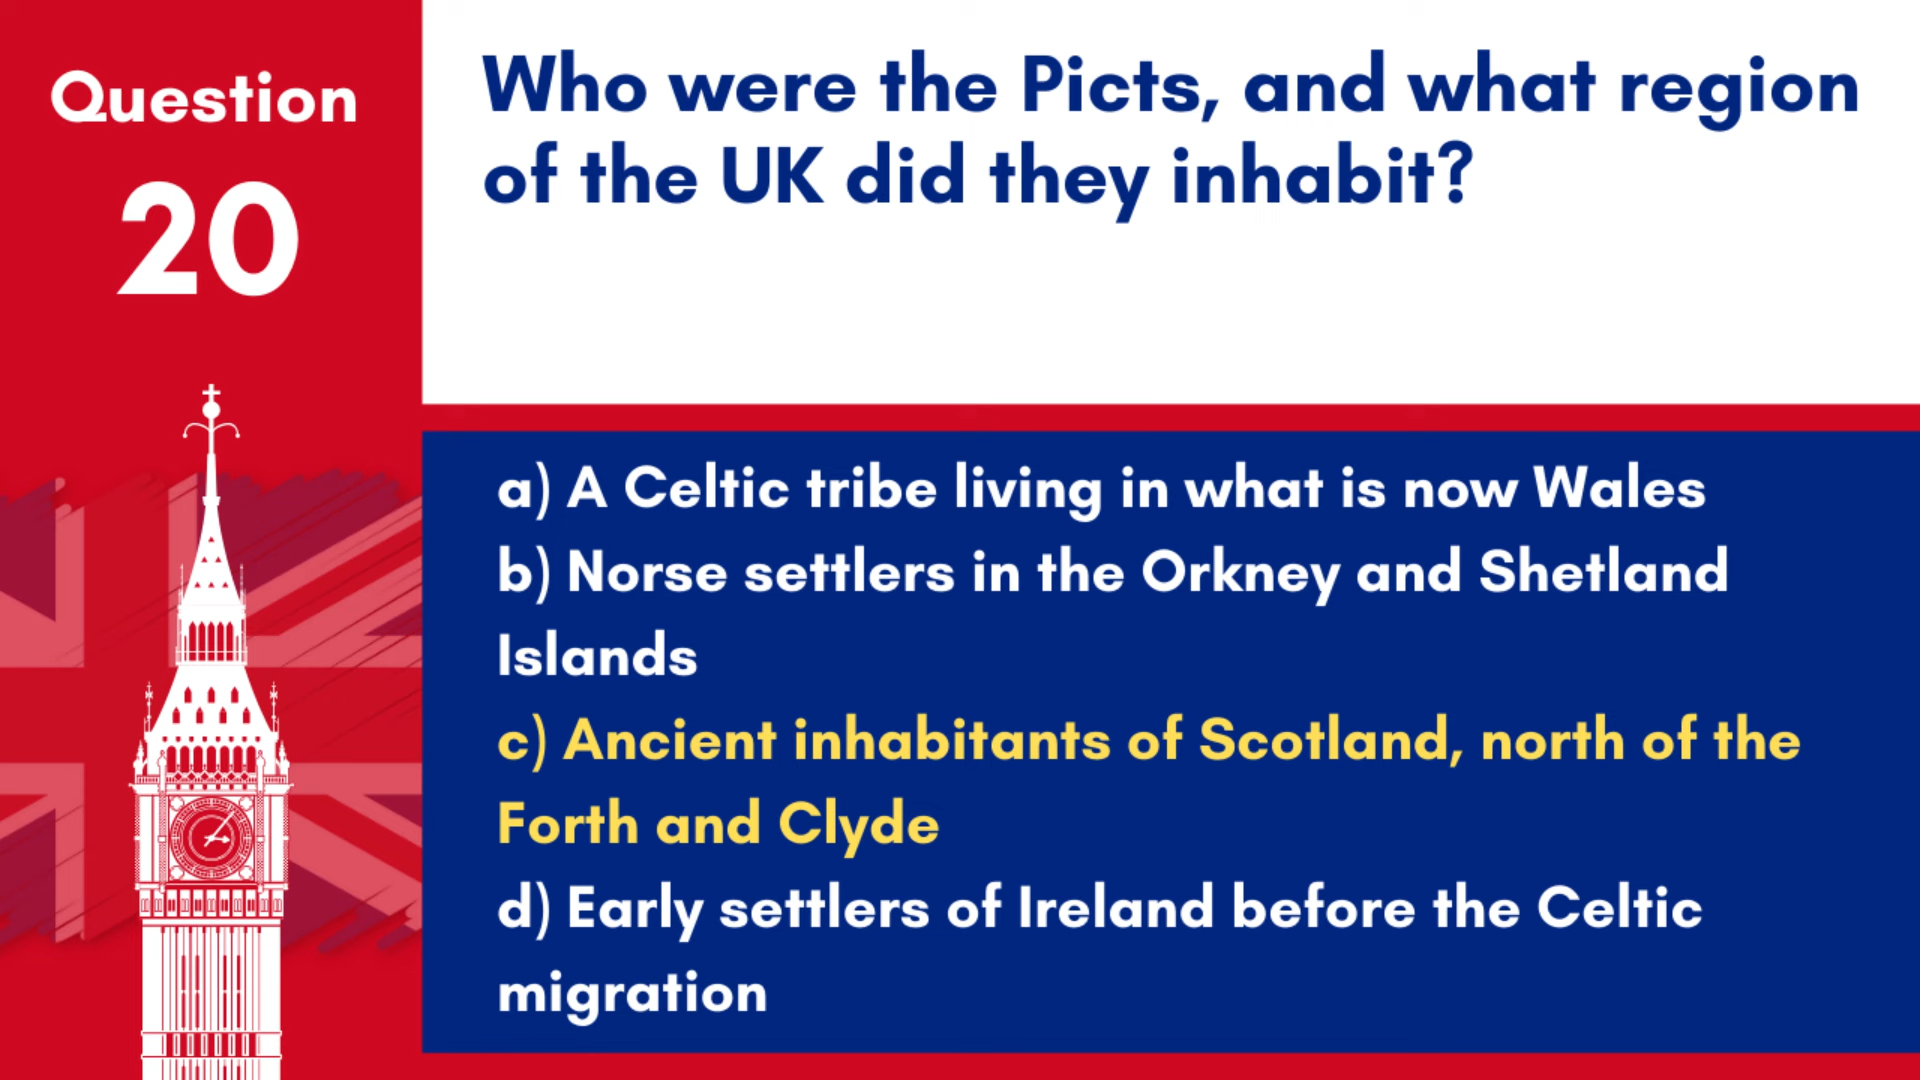 Question
20
Who were the Picts, and what region
of the UK did they inhabit?
a) A Celtic tribe living in what is now Wales
b) Norse settlers in the Orkney and Shetland
Islands
c) Ancient inhabitants of Scotland, north of the
Forth and Clyde
d) Early settlers of Ireland before the Celtic
migration